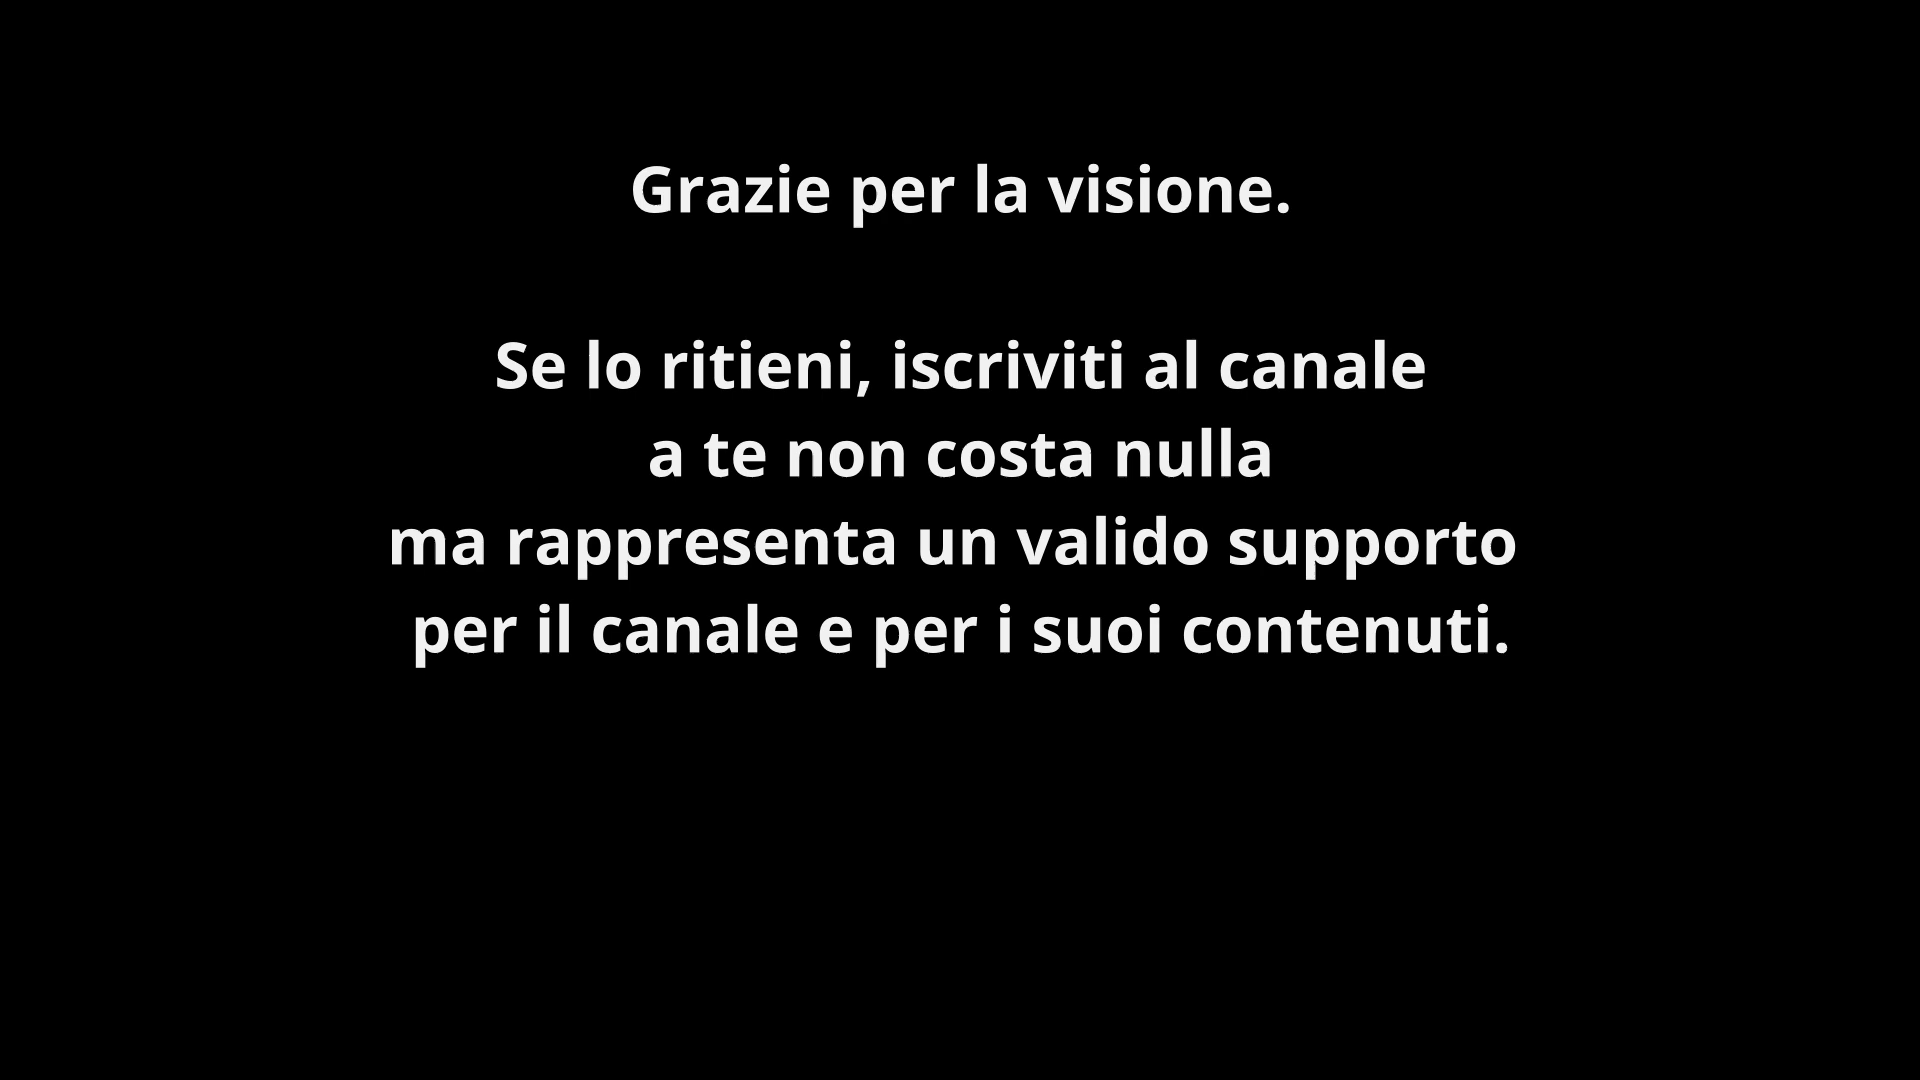 Grazie per la visione.
Se lo ritieni, iscriviti al canale
a te non costa nulla
ma rappresenta un valido supporto
per il canale e per i suoi contenuti.